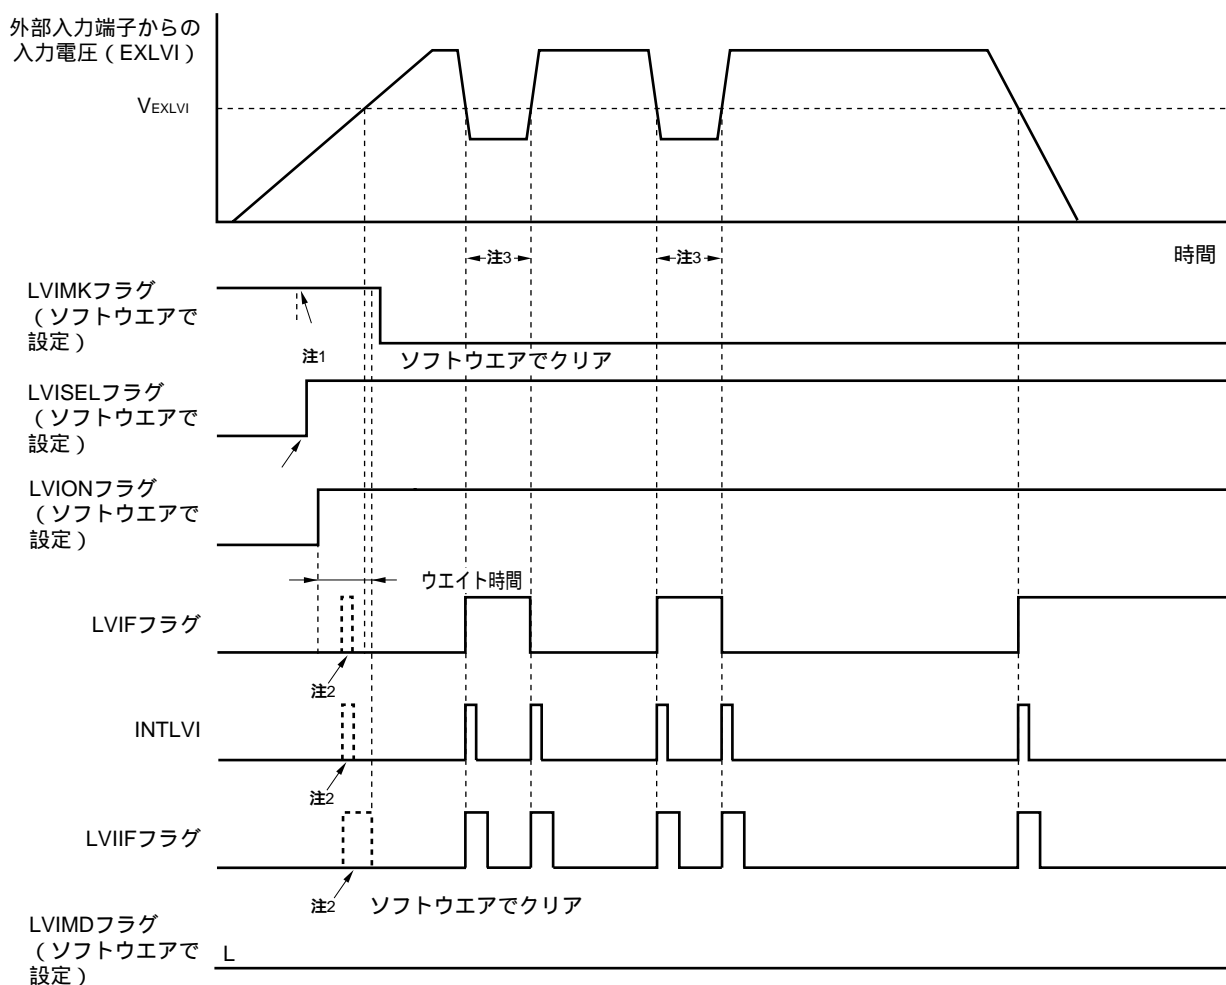 外部入力端子からの
入力電圧（EXLVI）
VEXLVI
時間
注3
注3
LVIMKフラグ
（ソフトウエアで
設定）
注1
ソフトウエアでクリア
LVISELフラグ
（ソフトウエアで
設定）
LVIONフラグ
（ソフトウエアで
設定）
ウエイト時間
LVIFフラグ
注2
INTLVI
注2
LVIIFフラグ
注2
ソフトウエアでクリア
LVIMDフラグ
（ソフトウエアで
設定）
L